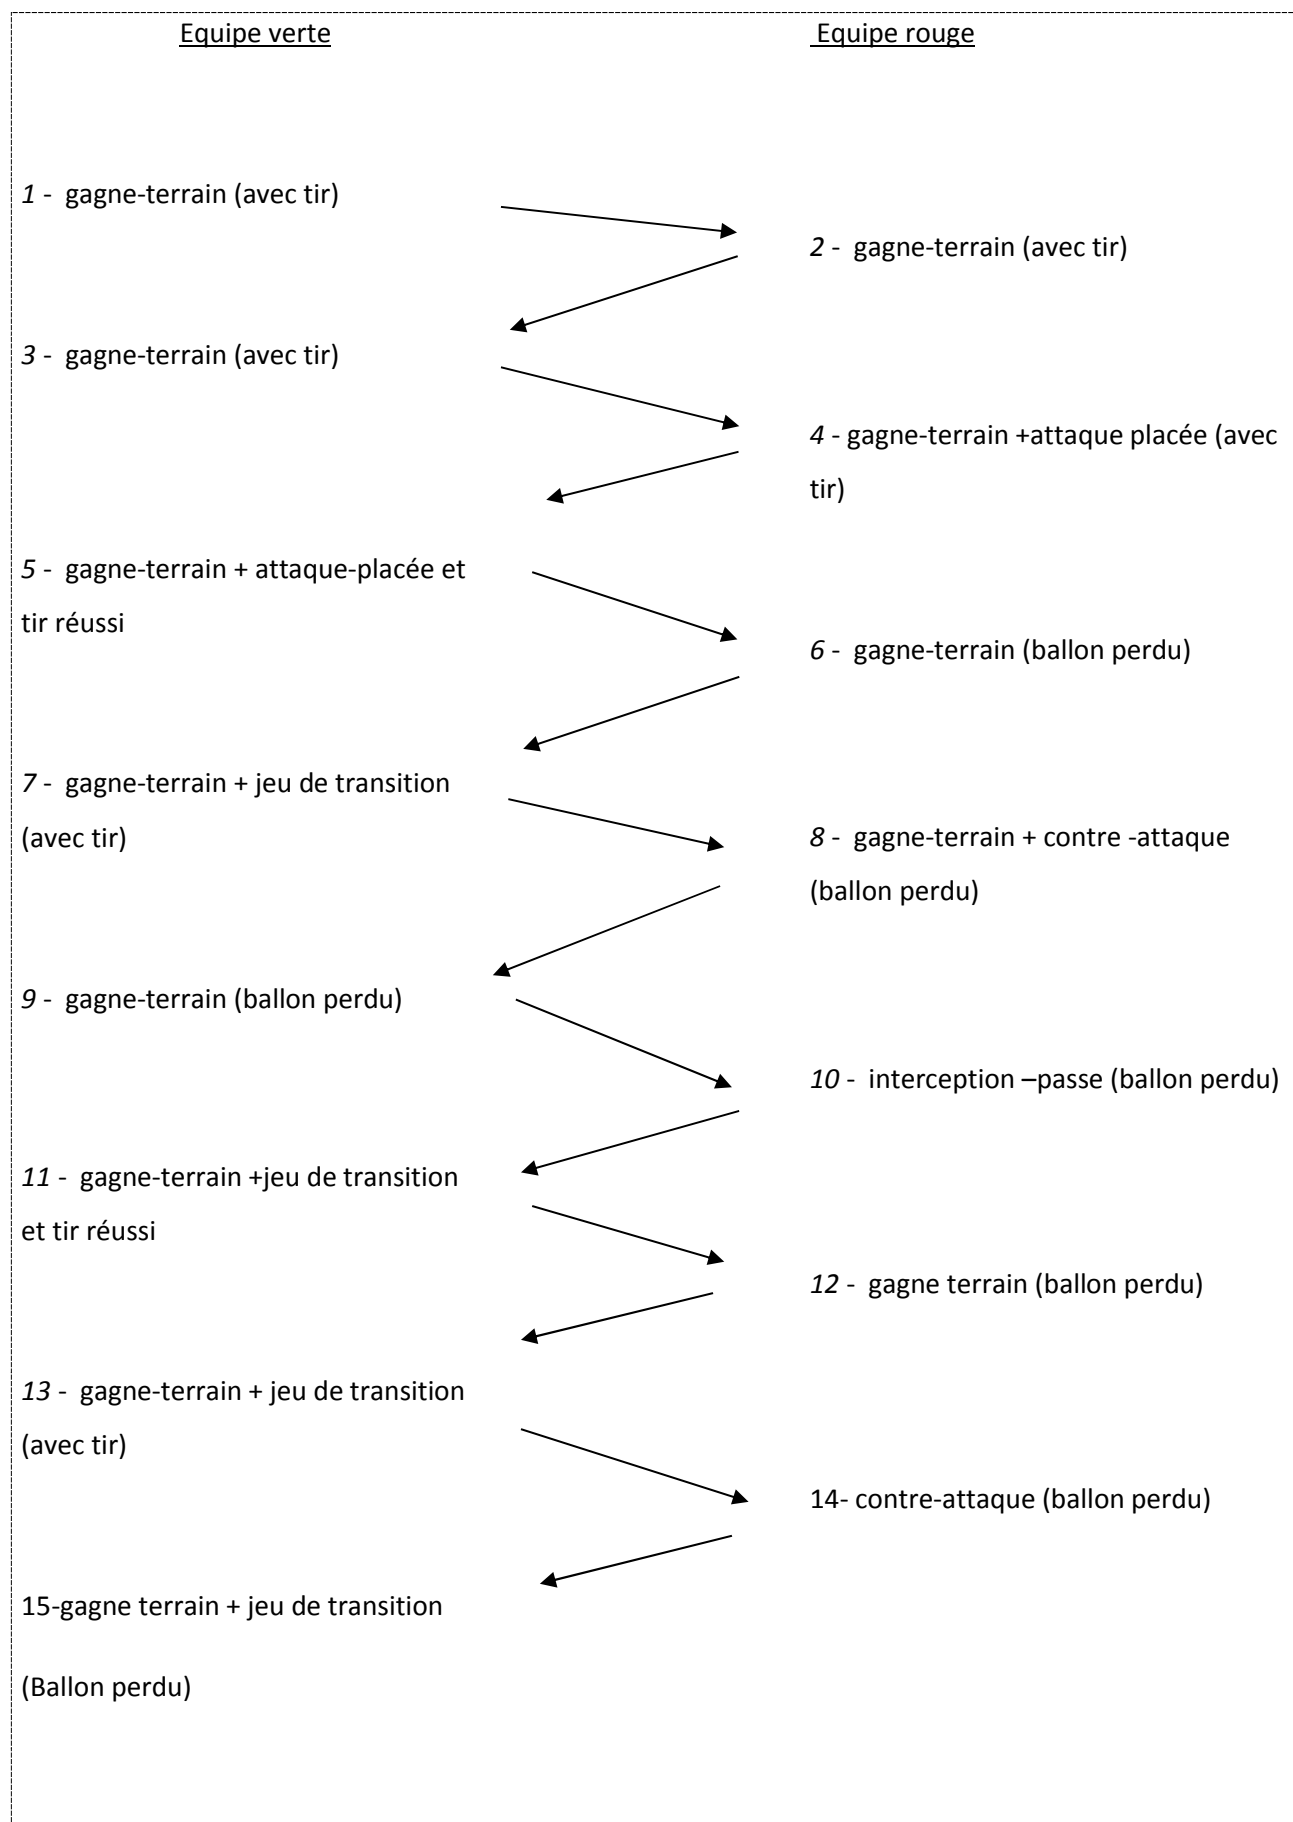 Equipe verte
Equipe rouge
1 - gagne-terrain (avec tir)
2 - gagne-terrain (avec tir)
3 - gagne-terrain (avec tir)
4 - gagne-terrain +attaque placée (avec
tir)
5 - gagne-terrain + attaque-placée et
tir réussi
6 - gagne-terrain (ballon perdu)
7 - gagne-terrain + jeu de transition
(avec tir)
8 - gagne-terrain + contre -attaque
(ballon perdu)
9 - gagne-terrain (ballon perdu)
10 - interception –passe (ballon perdu)
11 - gagne-terrain +jeu de transition
et tir réussi
12 - gagne terrain (ballon perdu)
13 - gagne-terrain + jeu de transition
(avec tir)
14- contre-attaque (ballon perdu)
15-gagne terrain + jeu de transition
(Ballon perdu)